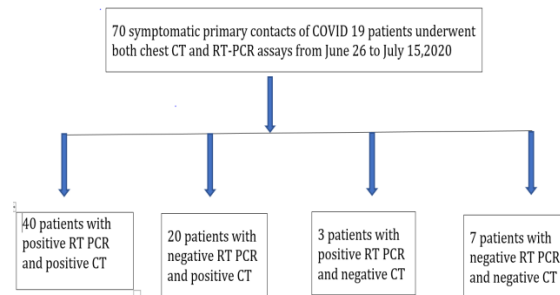 70 symptomatic primary contacts of COVID 19 patients underwent
both chest CT and RT-PCR assays from June 26 to July 15,2020
40 patients with
positive RT PCR
and positive CT
20 patients with
negative RT PCR
and positive CT
3 patients with
positive RT PCR
and negative CT
7 patients with
negative RT PCR
and negative CT